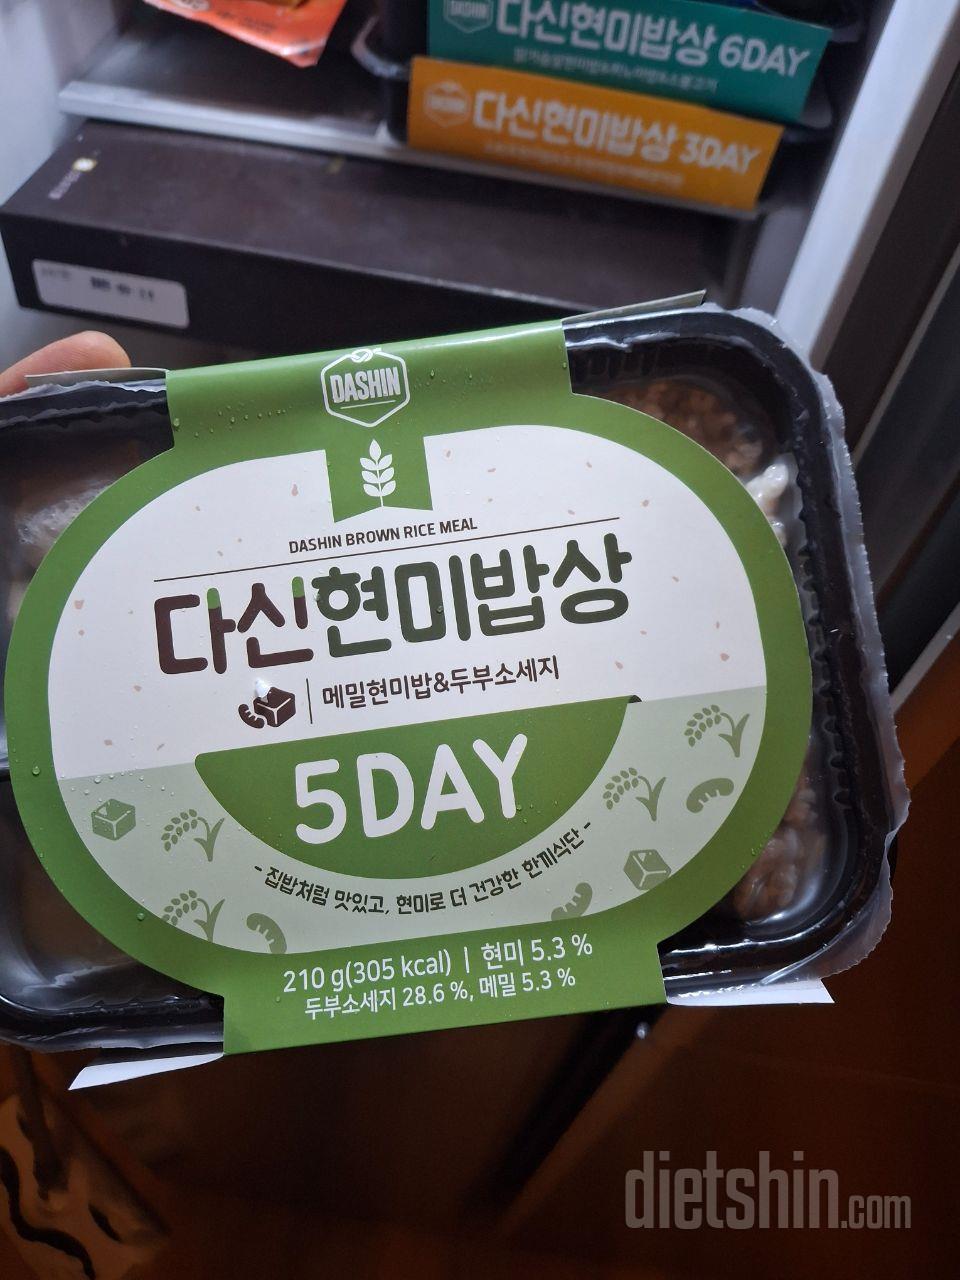 다신현미밥상 6DAY
DASHIN
다신현미밥상 3DAY
DASHIN
DASHIN BROWN RICE MEAL
다신현미밥상
메밀현미밥&두부소세지
5DAY
- 집밥처럼 맛있고, 현미로 더 건강한 한끼식단 -
210 g(305 kcal) | 현미 5.3 %
두부소세지 28.6 %, 메밀 5.3 %
dietshin.com